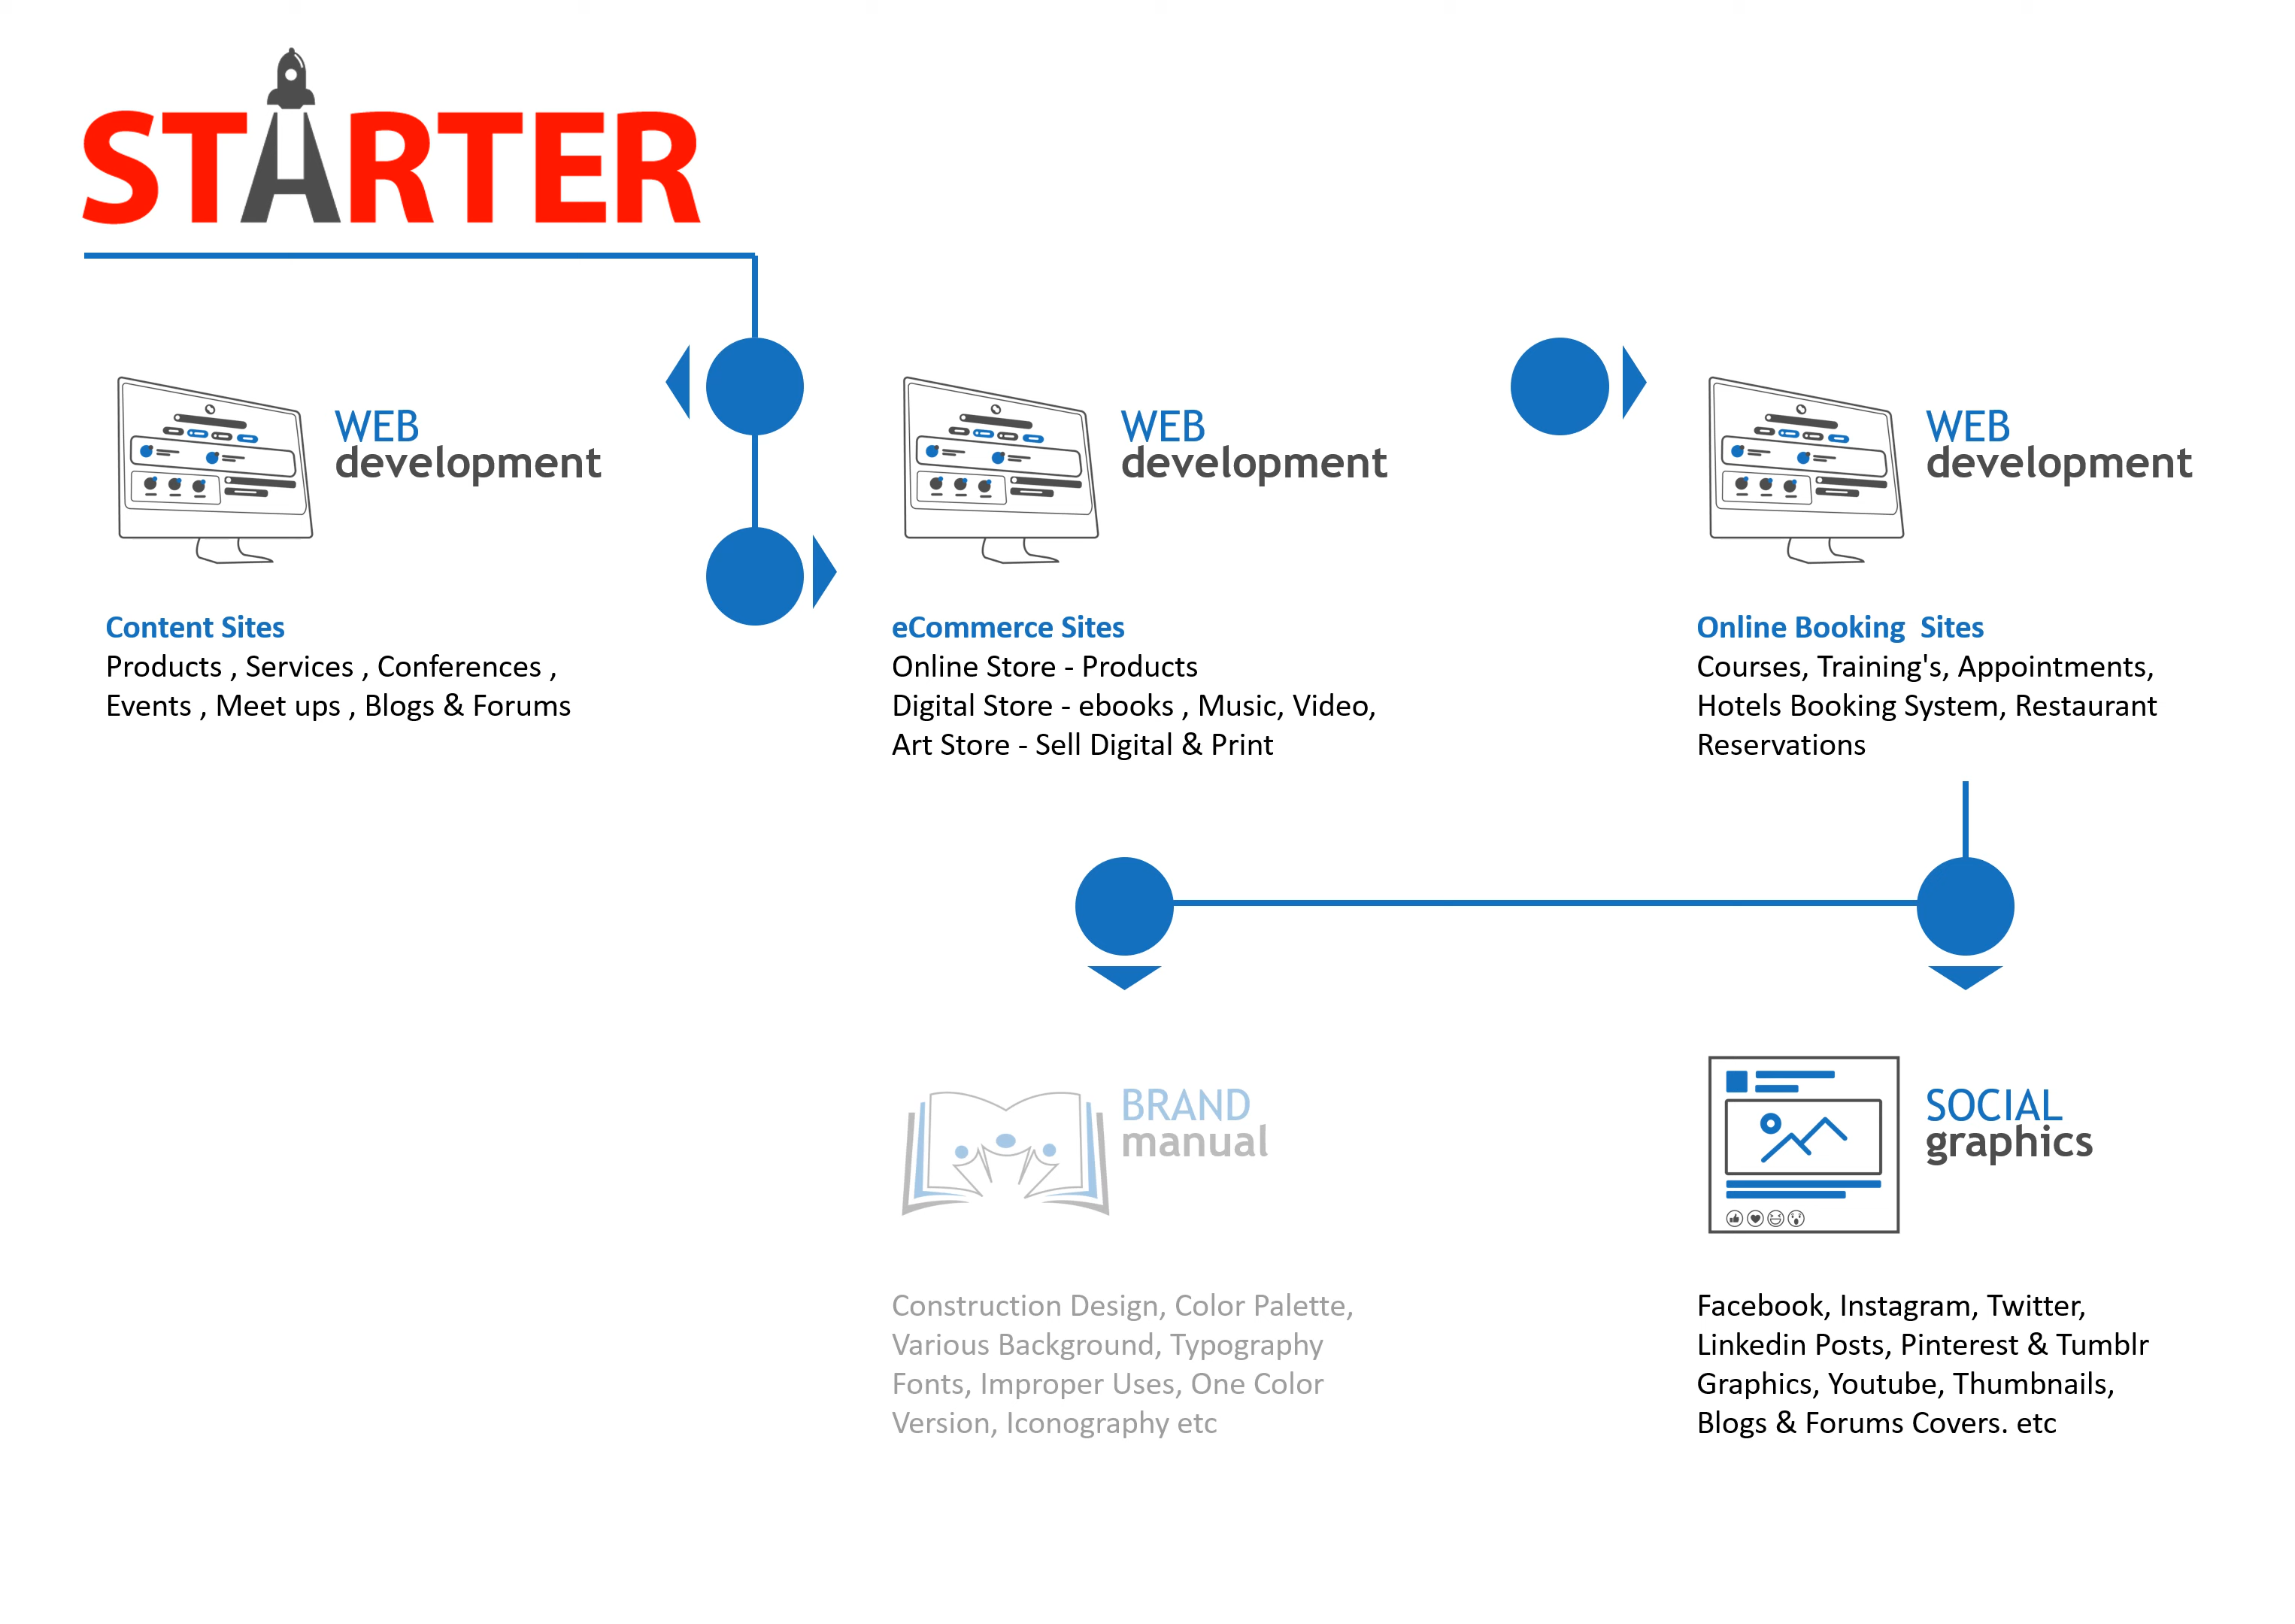 STARTER
WEB
development
Content Sites
Products , Services , Conferences ,
Events , Meet ups , Blogs & Forums
WEB
development
eCommerce Sites
Online Store - Products
Digital Store - ebooks , Music, Video,
Art Store - Sell Digital & Print
WEB
development
Online Booking  Sites
Courses, Training's, Appointments,
Hotels Booking System, Restaurant
Reservations
BRAND
manual
Construction Design, Color Palette,
Various Background, Typography
Fonts, Improper Uses, One Color
Version, Iconography etc
SOCIAL
graphics
Facebook, Instagram, Twitter,
Linkedin Posts, Pinterest & Tumblr
Graphics, Youtube, Thumbnails,
Blogs & Forums Covers. etc